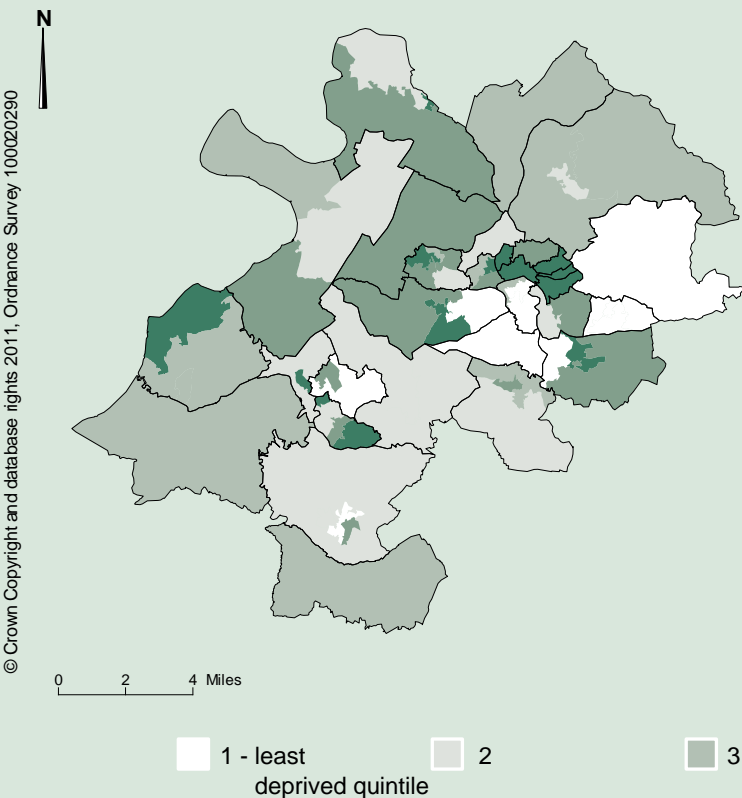 N
© Crown Copyright and database rights 2011, Ordnance Survey 100020290
0 2 4 Miles
1 - least
deprived quintile
2
3